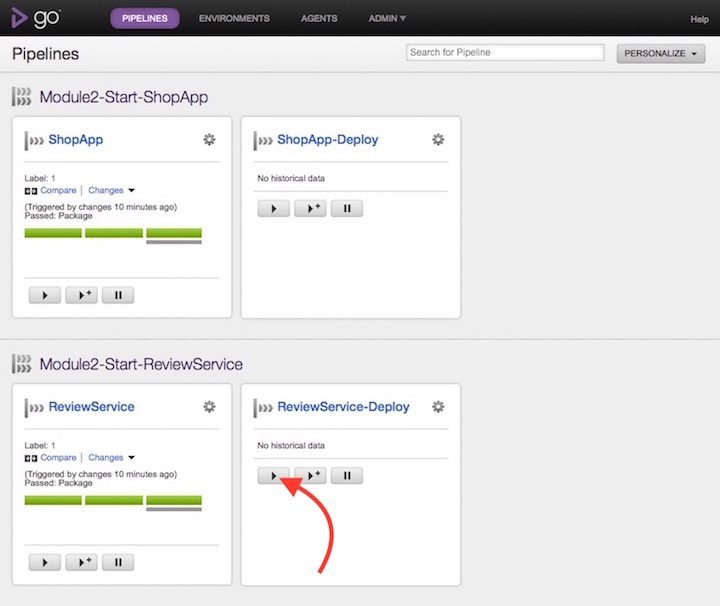 go
PIPELINES ENVIRONMENTS AGENTS ADMIN Help
Pipelines Search for Pipeline PERSONALIZE
Module2-Start-ShopApp
ShopApp
Label: 1
Compare | Changes
(Triggered by changes 10 minutes ago)
Passed: Package
ShopApp-Deploy
No historical data
Module2-Start-ReviewService
ReviewService
Label: 1
Compare | Changes
(Triggered by changes 10 minutes ago)
Passed: Package
ReviewService-Deploy
No historical data